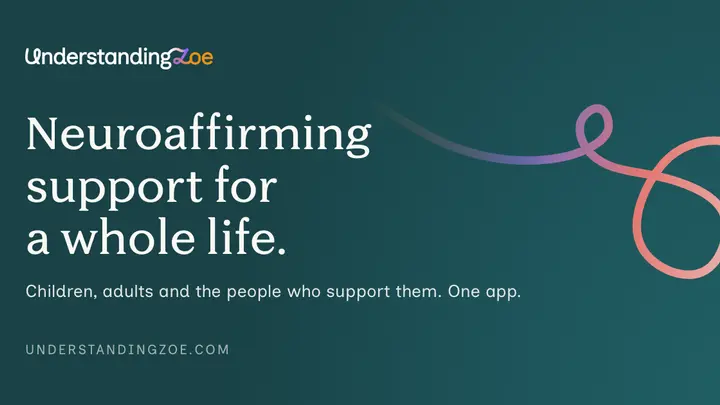 UnderstandingZoe
Neuroaffirming
support for
a whole life.
Children, adults and the people who support them. One app.
UNDERSTANDINGZOE.COM